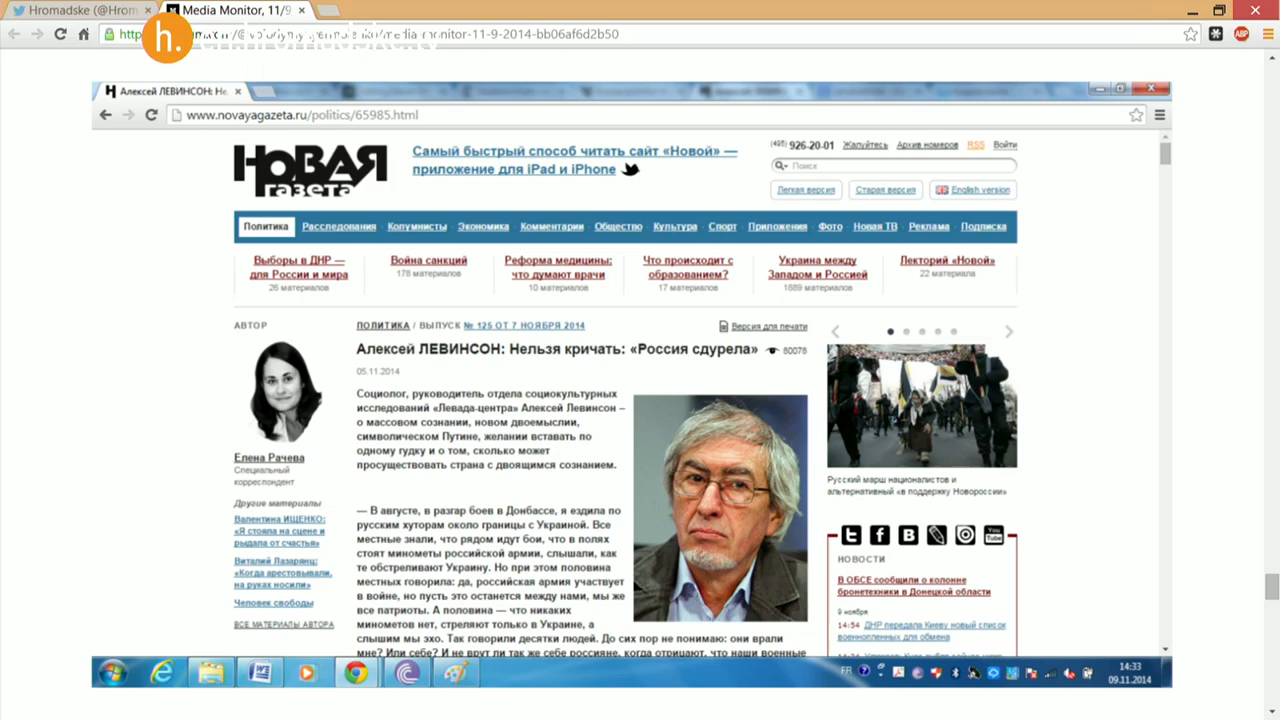 Hromadske (@Hrom
Media Monitor, 11/9
h.
media-monitor-11-9-2014-bb06af6d2b50
Алексей ЛЕВИНСОН: Не
www.novayagazeta.ru/politics/65985.html
НОВАЯ
газета
Самый быстрый способ читать сайт «Новой» —
приложение для iPad и iPhone
(495) 926-20-01 Жалуйтесь Архив номеров RSS Войти
Поиск
Легкая версия Старая версия English version
Политика Расследования Колумнисты Экономика Комментарии Общество Культура Спорт Приложения Фото Новая ТВ Реклама Подписка
Выборы в ДНР —
для России и мира
26 материалов
Война санкций
178 материалов
Реформа медицины:
что думают врачи
10 материалов
Что происходит с
образованием?
17 материалов
Украина между
Западом и Россией
1889 материалов
Лекторий «Новой»
22 материала
АВТОР
Елена Рачева
Специальный
корреспондент
Другие материалы
Валентина ИЩЕНКО:
«Я стояла на сцене и
рыдала от счастья»
Виталий Лазарянц:
«Когда арестовывали,
на руках носили»
Человек свободы
ВСЕ МАТЕРИАЛЫ АВТОРА
ПОЛИТИКА / ВЫПУСК № 125 ОТ 7 НОЯБРЯ 2014
Версия для печати
Алексей ЛЕВИНСОН: Нельзя кричать: «Россия сдурела» 80078
05.11.2014
Социолог, руководитель отдела социокультурных
исследований «Левада-центра» Алексей Левинсон –
о массовом сознании, новом двоемыслии,
символическом Путине, желании вставать по
одному гудку и о том, сколько может
просуществовать страна с двоящимся сознанием.
— В августе, в разгар боев в Донбассе, я ездила по
русским хуторам около границы с Украиной. Все
местные знали, что рядом идут бои, что в полях
стоят минометы российской армии, слышали, как
те обстреливают Украину. Но при этом половина
местных говорила: да, российская армия участвует
в войне, но пусть это останется между нами, мы же
все патриоты. А половина — что никаких
минометов нет, стреляют только в Украине, а
слышим мы эхо. Так говорили десятки людей. До сих пор не понимаю: они врали
мне? Или себе? И не врут ли так же себе россияне, когда отрицают, что наши военные
Русский марш националистов и
альтернативный «в поддержку Новороссии»
You
Tube
НОВОСТИ
В ОБСЕ сообщили о колонне
бронетехники в Донецкой области
9 ноября
14:54 ДНР передала Киеву новый список
военнопленных для обмена
FR
14:33
09.11.2014